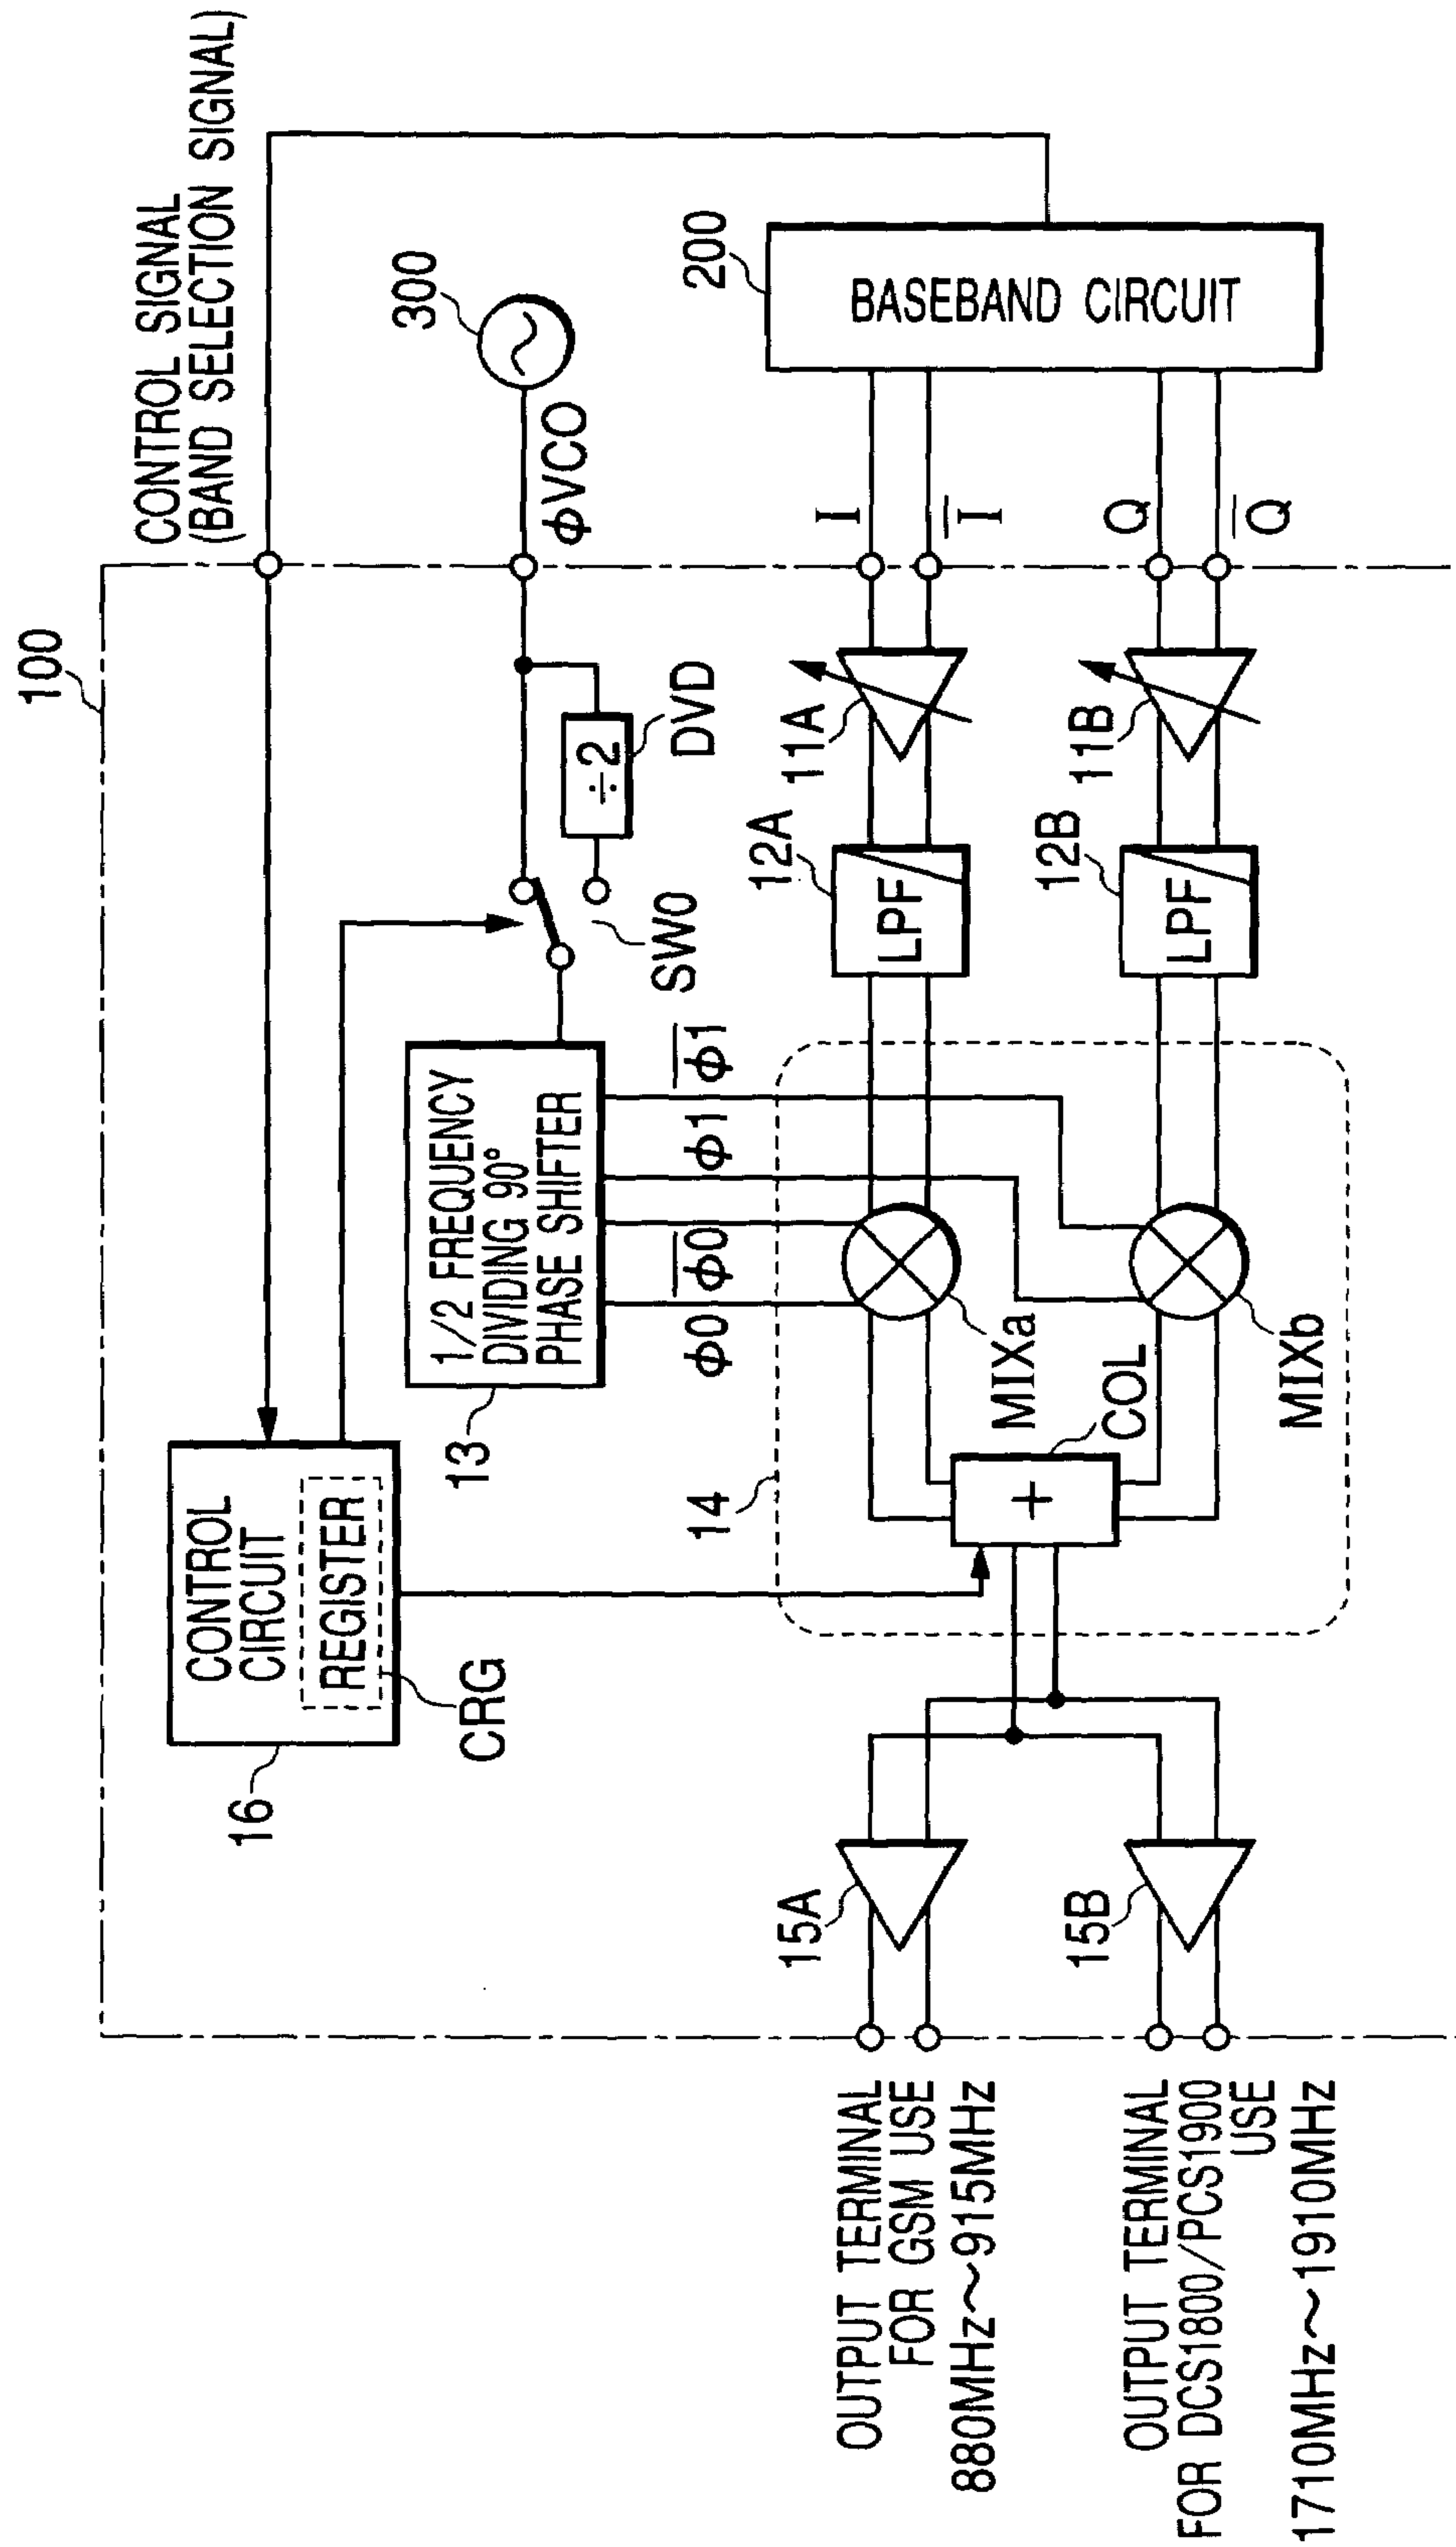 100
CONTROL SIGNAL
(BAND SELECTION SIGNAL)
16
CONTROL
CIRCUIT
REGISTER
CRG
13
1/2 FREQUENCY
DIVIDING 90°
PHASE SHIFTER
SW0
÷2
DVD
φVCO
300
φ0
φ0̅
φ1
φ1̅
200
BASEBAND CIRCUIT
I
I̅
Q
Q̅
11A
11B
12A
LPF
12B
LPF
14
MIXa
MIXb
COL
+
15A
15B
OUTPUT TERMINAL
FOR GSM USE
880MHz~915MHz
OUTPUT TERMINAL
FOR DCS1800/PCS1900
USE
1710MHz~1910MHz